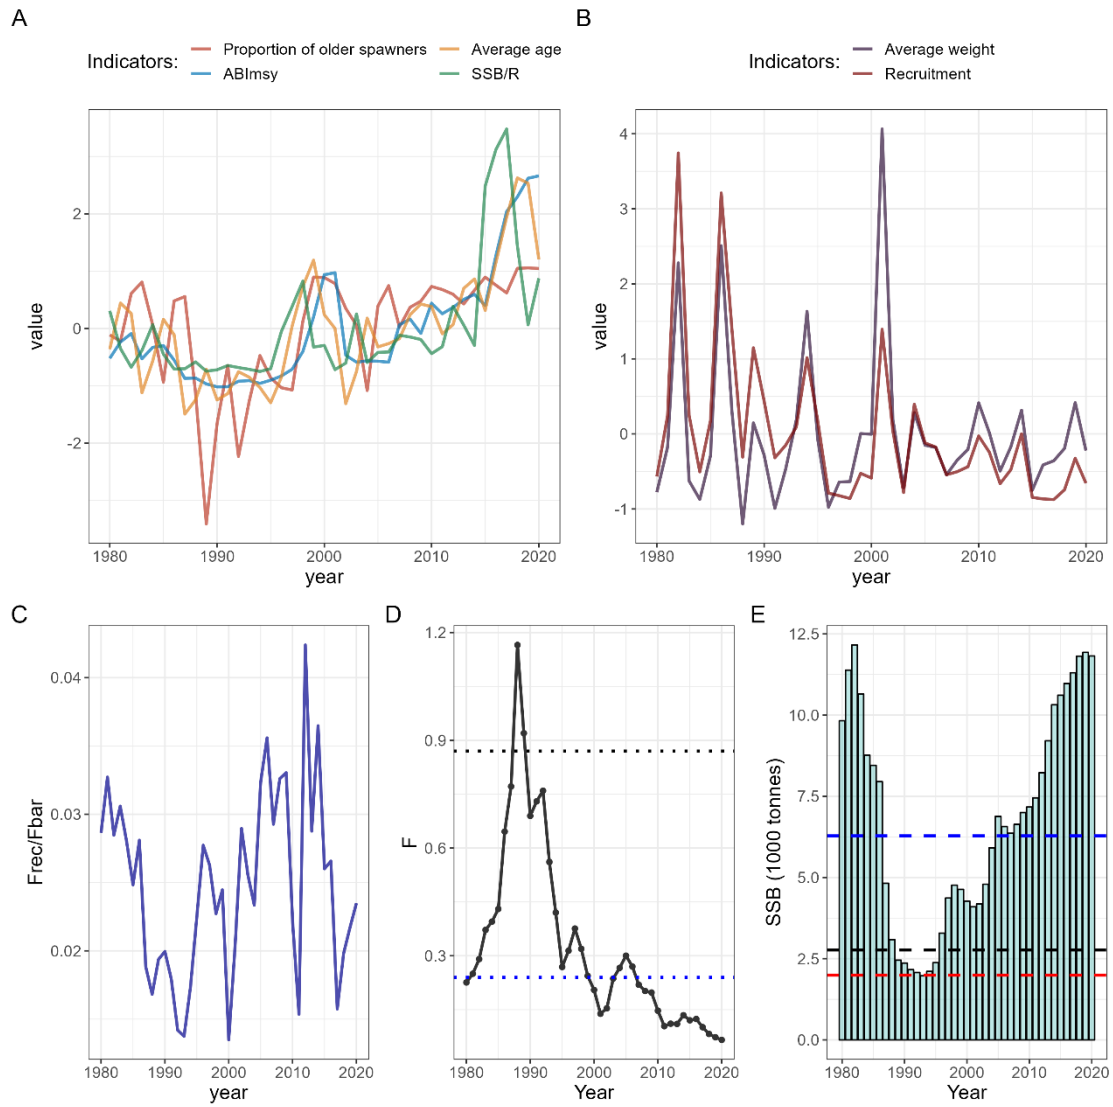 A
Indicators:
Proportion of older spawners
Average age
ABImsy
SSB/R
value
2
0
-2
1980
1990
2000
2010
2020
year
B
Indicators:
Average weight
Recruitment
value
4
3
2
1
0
-1
1980
1990
2000
2010
2020
year
C
Frec/Fbar
0.04
0.03
0.02
1980
1990
2000
2010
2020
year
D
F
1.2
0.9
0.6
0.3
1980
1990
2000
2010
2020
Year
E
SSB (1000 tonnes)
12.5
10.0
7.5
5.0
2.5
0.0
1980
1990
2000
2010
2020
Year